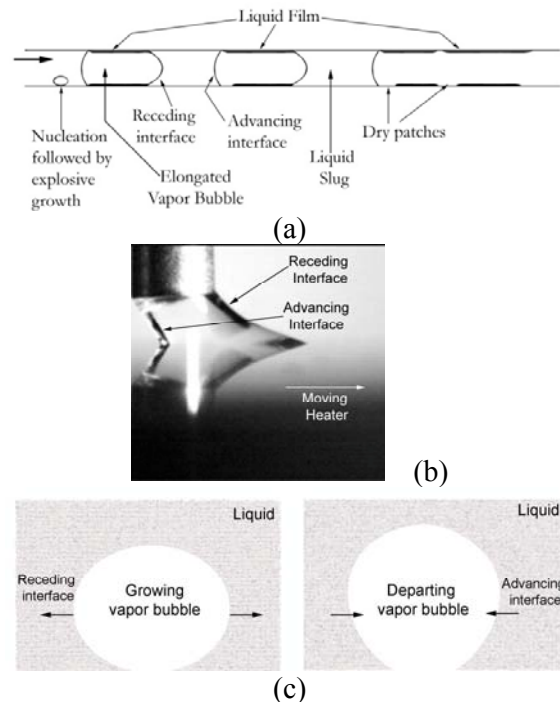 Liquid Film
Receding
interface
Advancing
interface
Dry patches
Nucleation
followed by
explosive
growth
Elongated
Vapor Bubble
Liquid
Slug
(a)
Receding
Interface
Advancing
Interface
Moving
Heater
(b)
Liquid
Receding
interface
Growing
vapor bubble
Liquid
Departing
vapor bubble
Advancing
interface
(c)